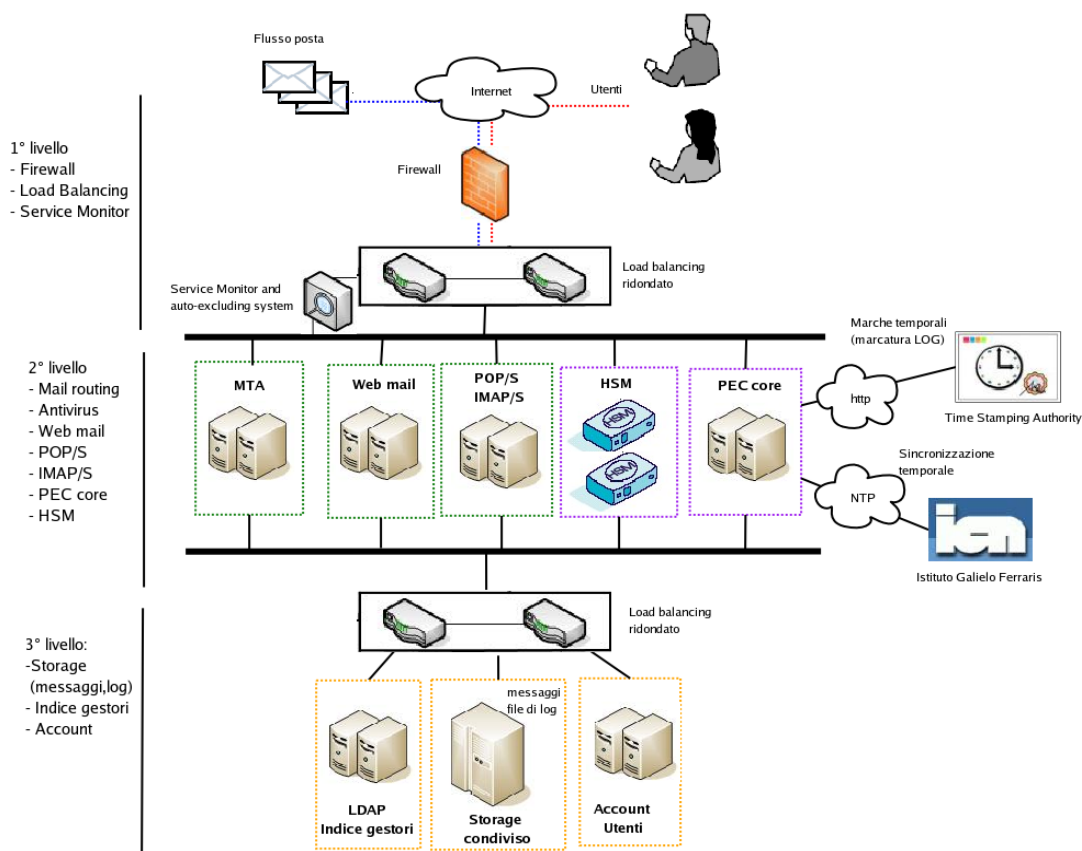 Flusso posta
Internet
Utenti
1° livello
- Firewall
- Load Balancing
- Service Monitor
Firewall
Load balancing
ridondato
Service Monitor and
auto-excluding system
Marche temporali
(marcatura LOG)
2° livello
- Mail routing
- Antivirus
- Web mail
- POP/S
- IMAP/S
- PEC core
- HSM
MTA
Web mail
POP/S
IMAP/S
HSM
HSM
HSM
PEC core
http
Time Stamping Authority
Sincronizzazione
temporale
NTP
ien
Istituto Galielo Ferraris
Load balancing
ridondato
3° livello:
-Storage
(messaggi,log)
- Indice gestori
- Account
messaggi
file di log
LDAP
Indice gestori
Storage
condiviso
Account
Utenti